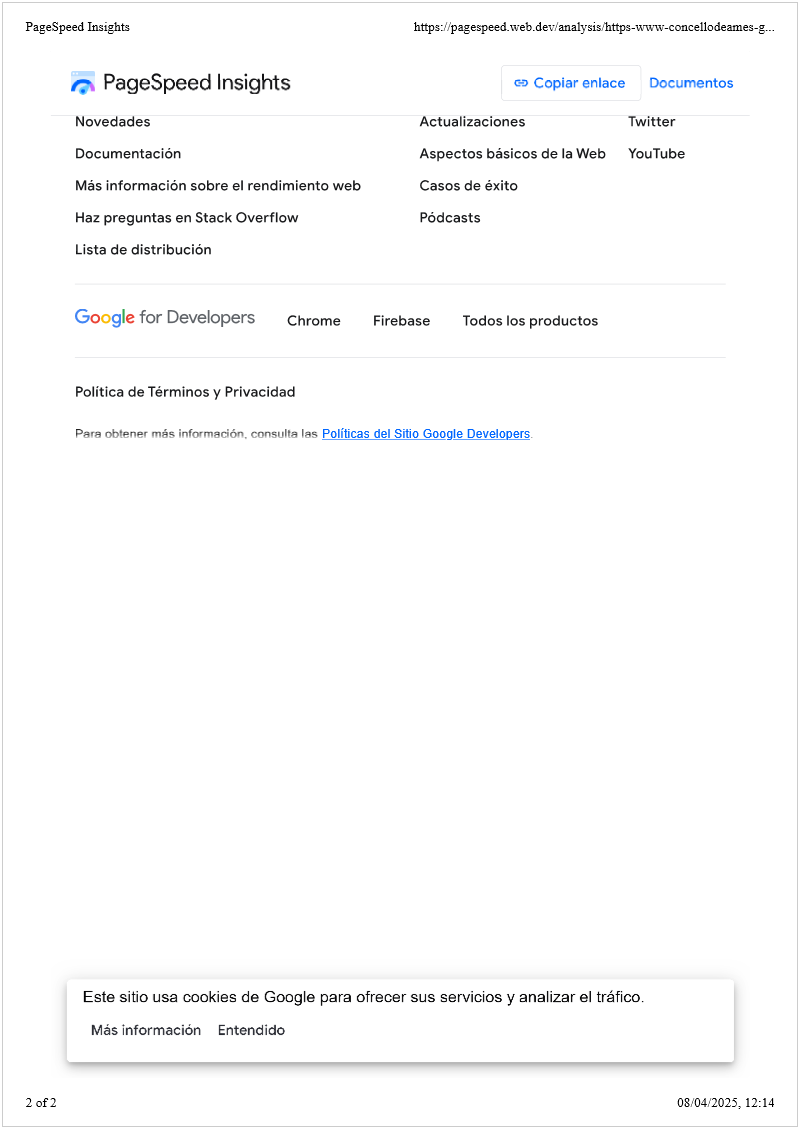 PageSpeed Insights https://pagespeed.web.dev/analysis/https-www-concellodeames-g...
PageSpeed Insights Copiar enlace Documentos
Novedades Actualizaciones Twitter
Documentación Aspectos básicos de la Web YouTube
Más información sobre el rendimiento web Casos de éxito
Haz preguntas en Stack Overflow Pódcasts
Lista de distribución
Google for Developers Chrome Firebase Todos los productos
Política de Términos y Privacidad
Para obtener más información, consulta las Políticas del Sitio Google Developers.
Este sitio usa cookies de Google para ofrecer sus servicios y analizar el tráfico.
Más información Entendido
2 of 2 08/04/2025, 12:14